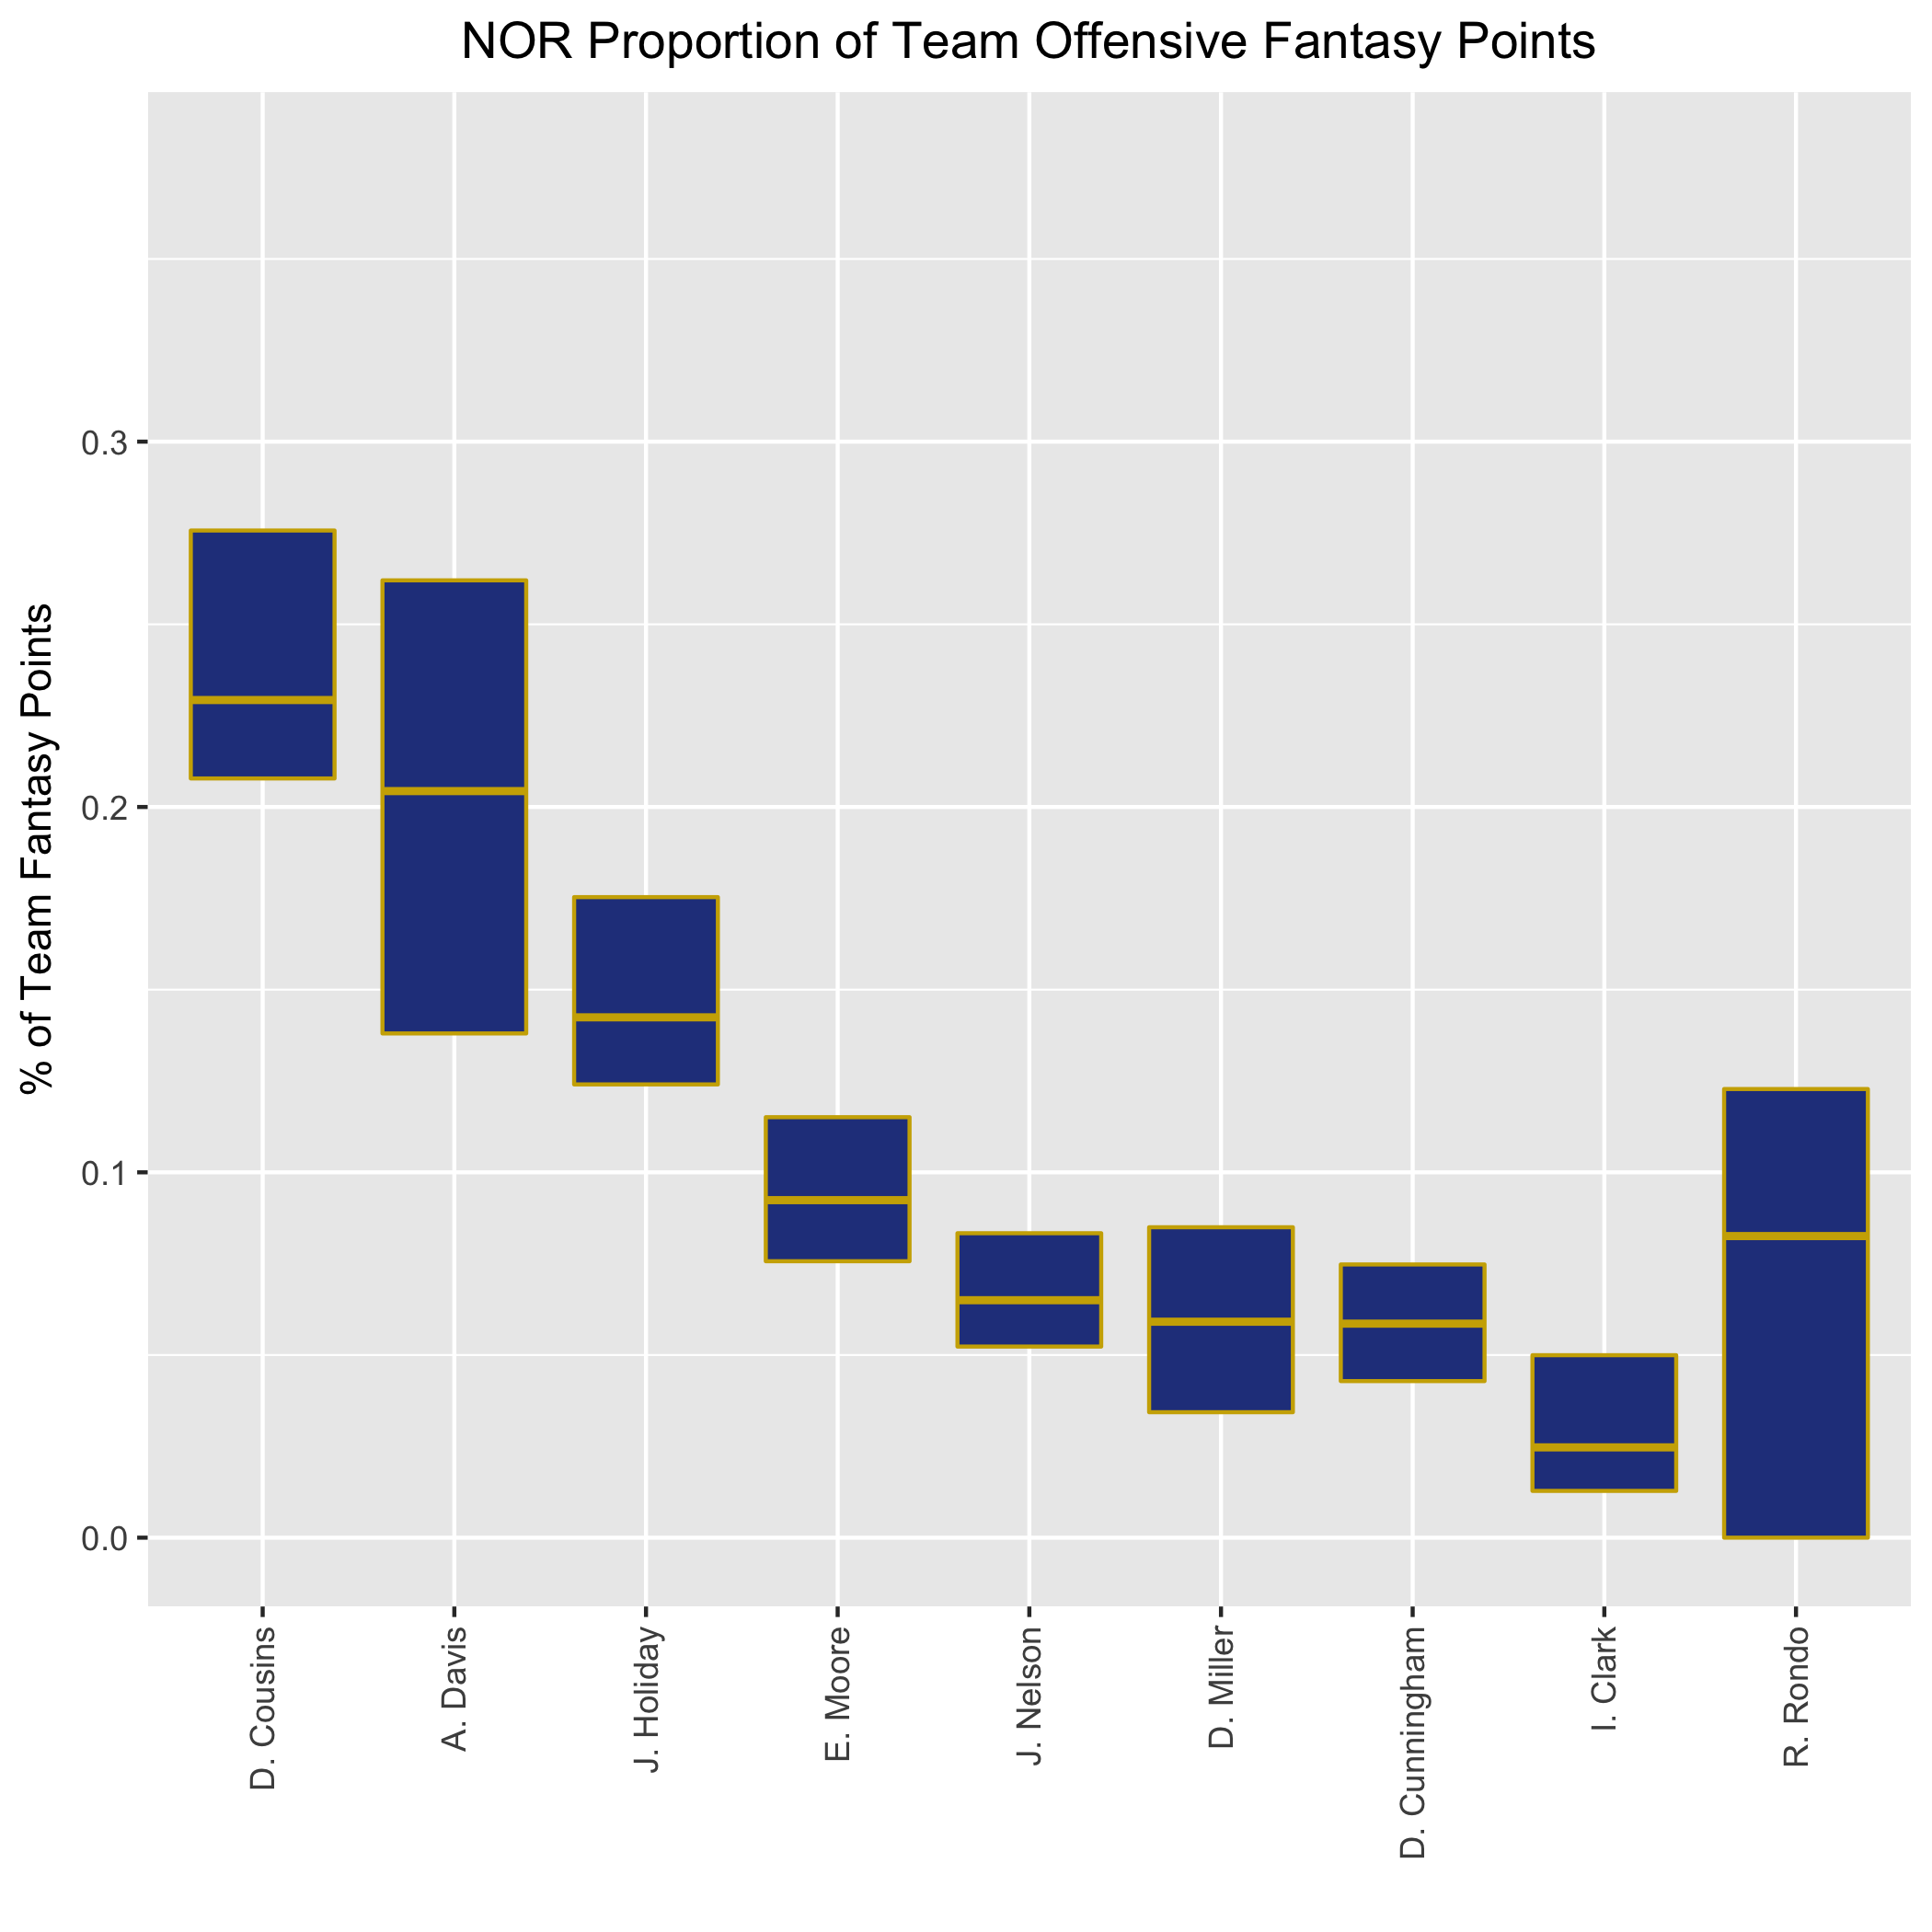 NOR Proportion of Team Offensive Fantasy Points
% of Team Fantasy Points
0.3
0.2
0.1
0.0
D. Cousins
A. Davis
J. Holiday
E. Moore
J. Nelson
D. Miller
D. Cunningham
I. Clark
R. Rondo